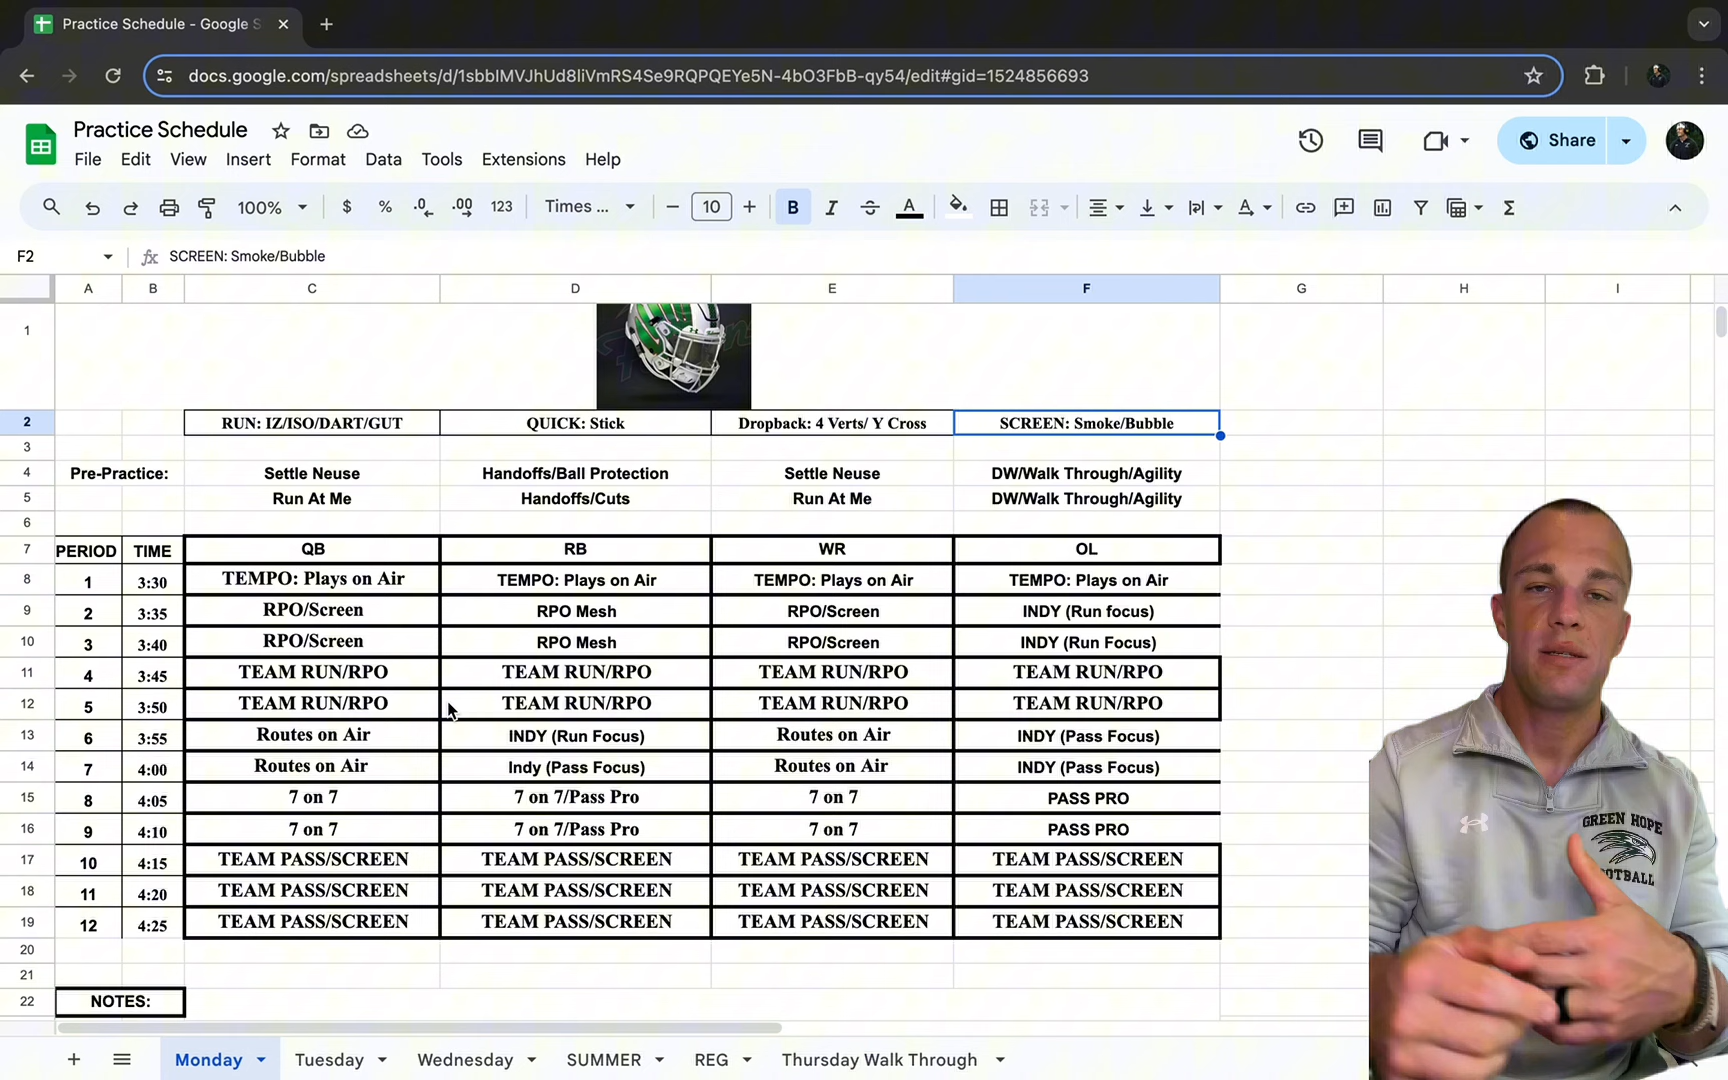 Practice Schedule - Google S
docs.google.com/spreadsheets/d/1sbbIMVJhUd8liVmRS4Se9RQPQEYe5N-4bO3FbB-qy54/edit#gid=1524856693
Practice Schedule
File Edit View Insert Format Data Tools Extensions Help
Share
100% $ % .0 .00 123 Times ... 10 B I A
F2 fx SCREEN: Smoke/Bubble
A B C D E F G H I
1
2 RUN: IZ/ISO/DART/GUT QUICK: Stick Dropback: 4 Verts/ Y Cross SCREEN: Smoke/Bubble
3
4 Pre-Practice: Settle Neuse Handoffs/Ball Protection Settle Neuse DW/Walk Through/Agility
5 Run At Me Handoffs/Cuts Run At Me DW/Walk Through/Agility
6
7 PERIOD TIME QB RB WR OL
8 1 3:30 TEMPO: Plays on Air TEMPO: Plays on Air TEMPO: Plays on Air TEMPO: Plays on Air
9 2 3:35 RPO/Screen RPO Mesh RPO/Screen INDY (Run focus)
10 3 3:40 RPO/Screen RPO Mesh RPO/Screen INDY (Run Focus)
11 4 3:45 TEAM RUN/RPO TEAM RUN/RPO TEAM RUN/RPO TEAM RUN/RPO
12 5 3:50 TEAM RUN/RPO TEAM RUN/RPO TEAM RUN/RPO TEAM RUN/RPO
13 6 3:55 Routes on Air INDY (Run Focus) Routes on Air INDY (Pass Focus)
14 7 4:00 Routes on Air Indy (Pass Focus) Routes on Air INDY (Pass Focus)
15 8 4:05 7 on 7 7 on 7/Pass Pro 7 on 7 PASS PRO
16 9 4:10 7 on 7 7 on 7/Pass Pro 7 on 7 PASS PRO
17 10 4:15 TEAM PASS/SCREEN TEAM PASS/SCREEN TEAM PASS/SCREEN TEAM PASS/SCREEN
18 11 4:20 TEAM PASS/SCREEN TEAM PASS/SCREEN TEAM PASS/SCREEN TEAM PASS/SCREEN
19 12 4:25 TEAM PASS/SCREEN TEAM PASS/SCREEN TEAM PASS/SCREEN TEAM PASS/SCREEN
20
21
22 NOTES:
GREEN HOPE
OTBALL
Monday Tuesday Wednesday SUMMER REG Thursday Walk Through